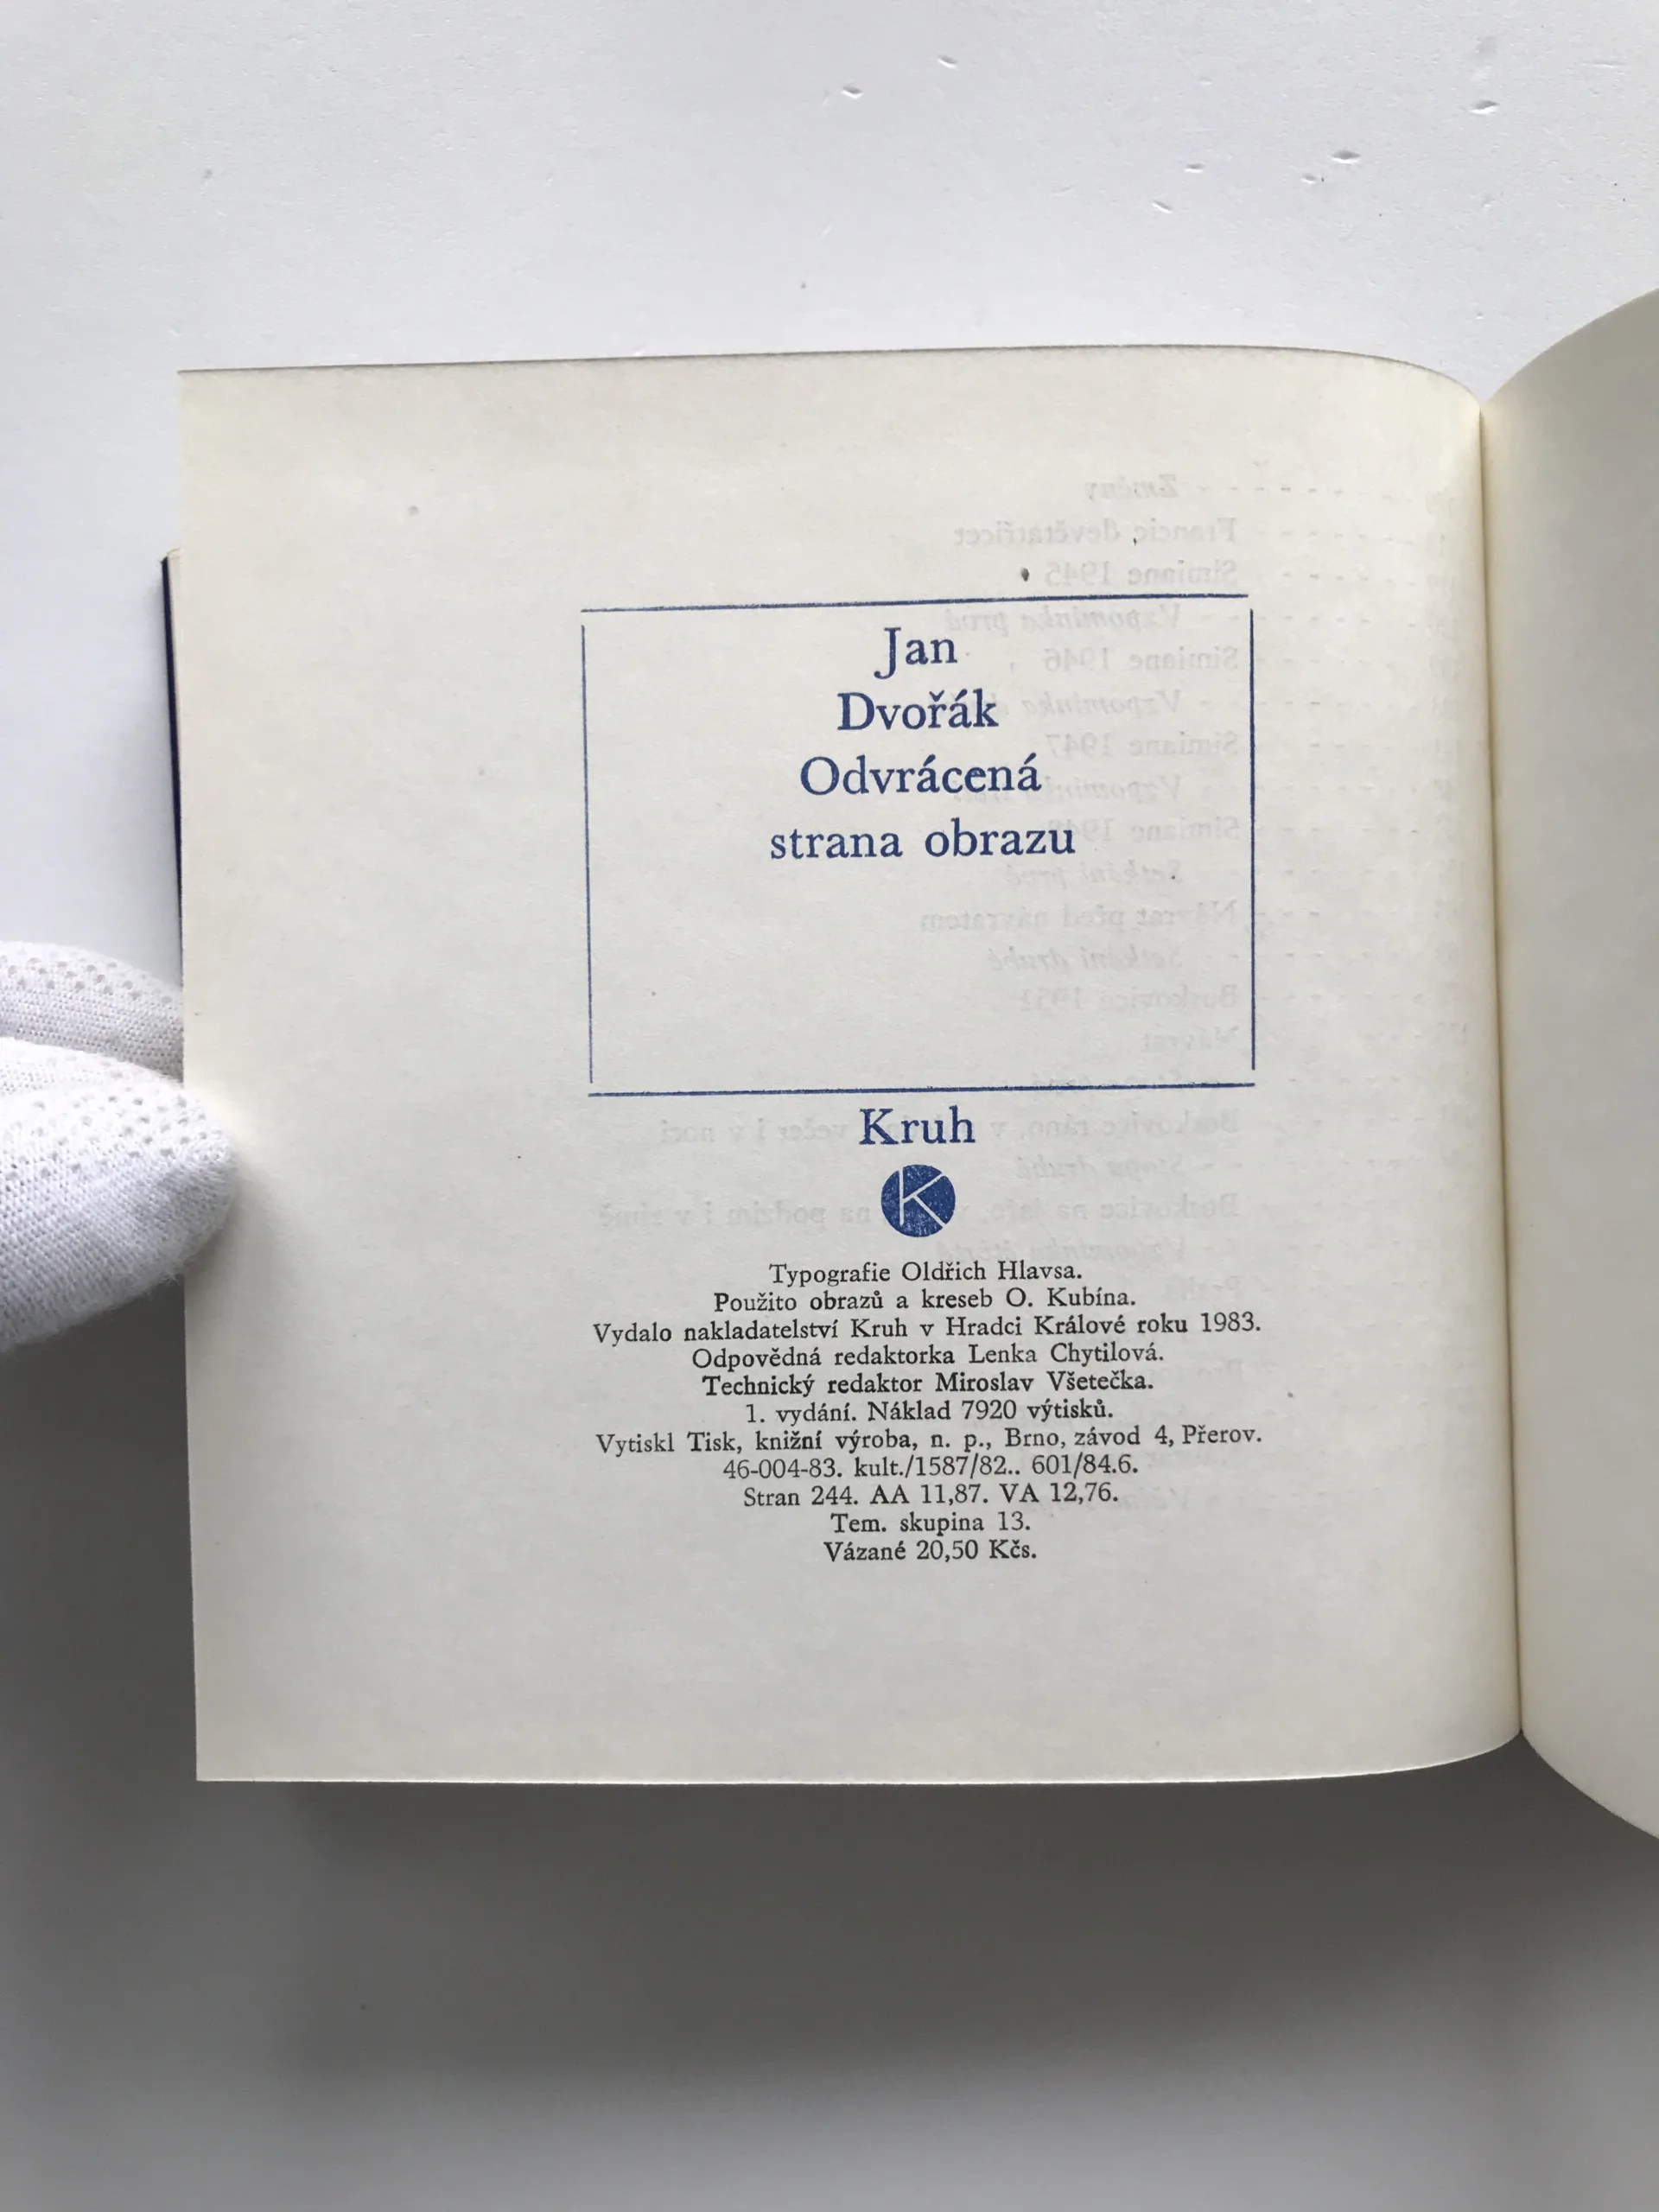 Jan
Dvořák
Odvrácená
strana obrazu
Kruh
K
Typografie Oldřich Hlavsa.
Použito obrazů a kreseb O. Kubína.
Vydalo nakladatelství Kruh v Hradci Králové roku 1983.
Odpovědná redaktorka Lenka Chytilová.
Technický redaktor Miroslav Všetečka.
1. vydání. Náklad 7920 výtisků.
Vytiskl Tisk, knižní výroba, n. p., Brno, závod 4, Přerov.
46-004-83. kult./1587/82.. 601/84.6.
Stran 244. AA 11,87. VA 12,76.
Tem. skupina 13.
Vázané 20,50 Kčs.